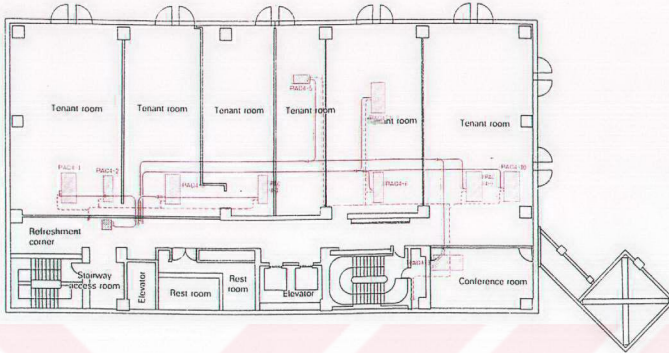 PAC4-5
Tenant room
Tenant room
Tenant room
Tenant room
Tenant room
Tenant room
PAC4-1
PAC4-2
PAC4-10
Refreshment
corner
Stairway
access room
Elevator
Rest room
Rest
room
Elevator
Conference room